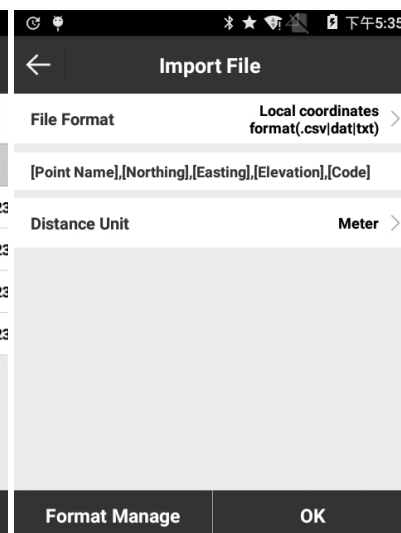 下午5:35
Import File
File Format
Local coordinates
format(.csv|dat|txt)
[Point Name],[Northing],[Easting],[Elevation],[Code]
Distance Unit
Meter
Format Manage
OK